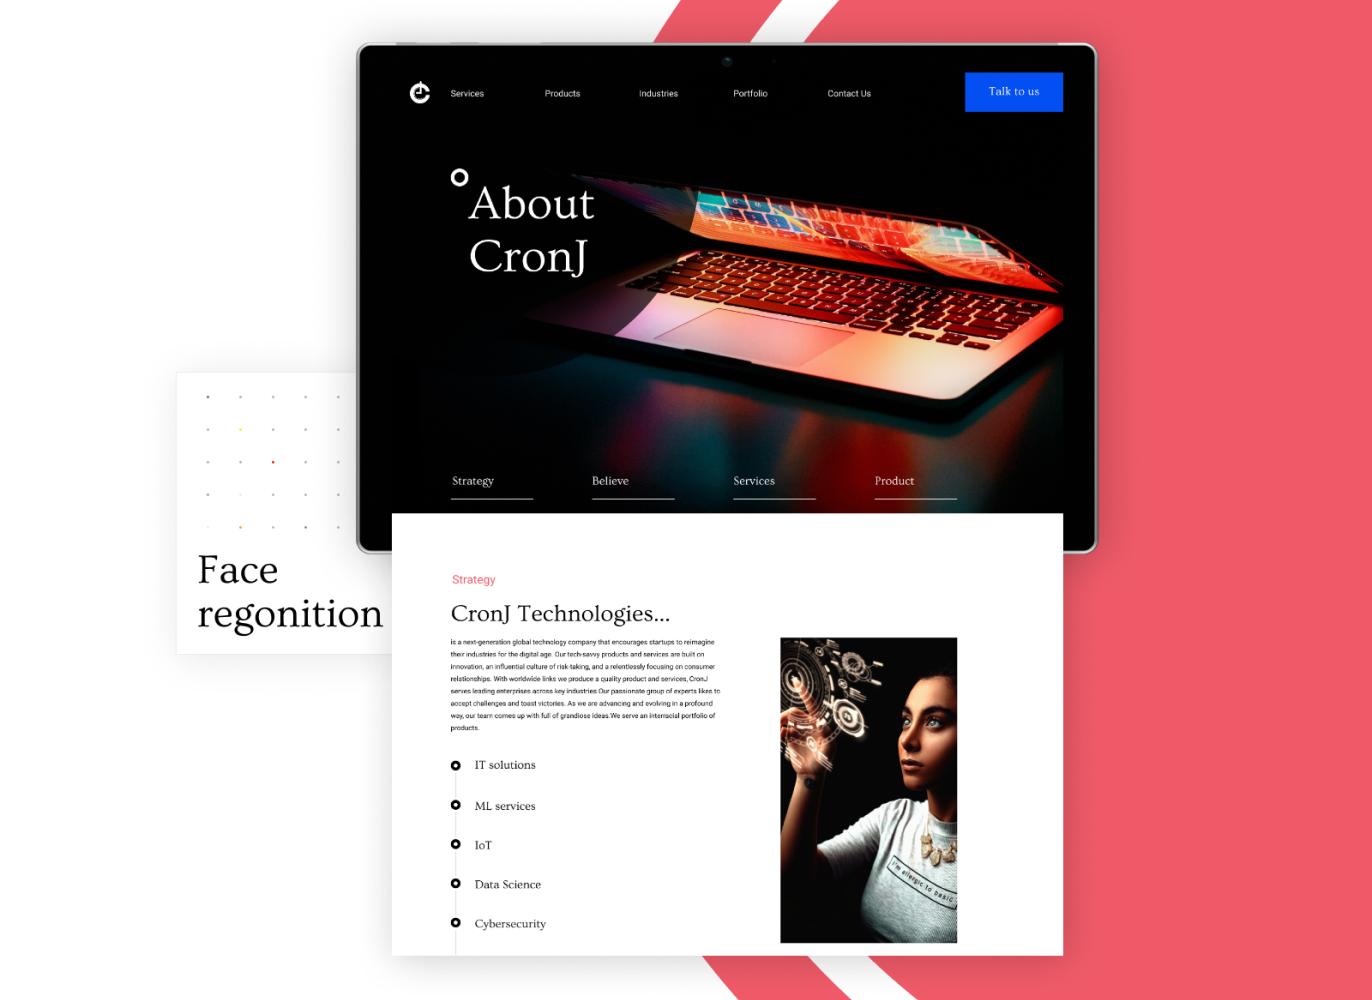 Services Products Industries Portfolio Contact Us Talk to us
About
CronJ
Strategy Believe Services Product
Face
regonition
Strategy
CronJ Technologies...
is a next-generation global technology company that encourages startups to reimagine
their industries for the digital age. Our tech-savvy products and services are built on
innovation, an influential culture of risk-taking, and a relentlessly focusing on consumer
relationships. With worldwide links we produce a quality product and services, CronJ
serves leading enterprises across key industries Our passionate group of experts likes to
accept challenges and toast victories. As we are advancing and evolving in a profound
way, our team comes up with full of grandiose ideas.We serve an interracial portfolio of
products.
IT solutions
ML services
IoT
Data Science
Cybersecurity
I'm allergic to basic